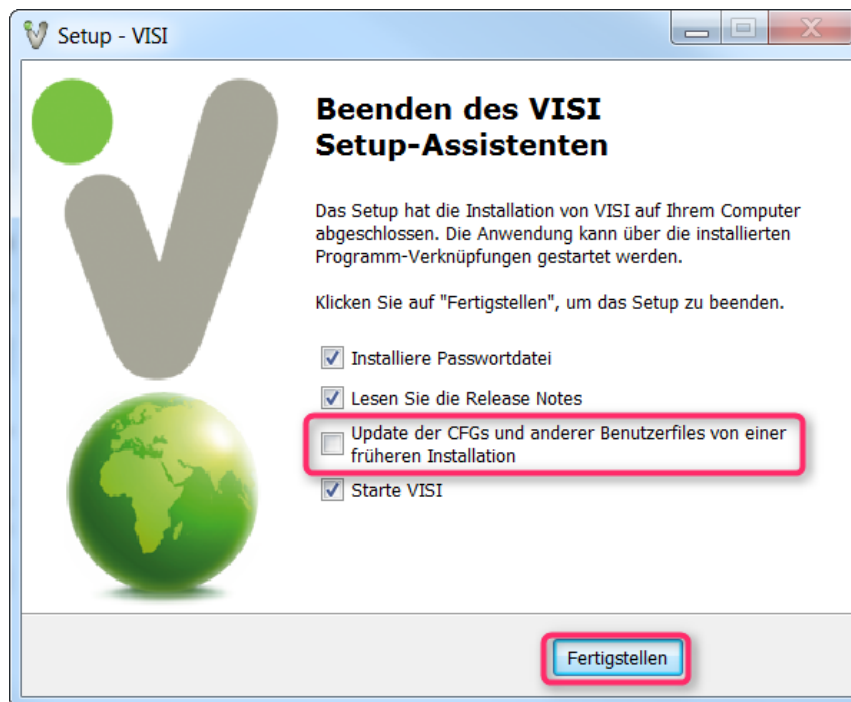 Setup - VISI
Beenden des VISI
Setup-Assistenten
Das Setup hat die Installation von VISI auf Ihrem Computer
abgeschlossen. Die Anwendung kann über die installierten
Programm-Verknüpfungen gestartet werden.
Klicken Sie auf "Fertigstellen", um das Setup zu beenden.
Installiere Passwortdatei
Lesen Sie die Release Notes
Update der CFGs und anderer Benutzerfiles von einer
früheren Installation
Starte VISI
Fertigstellen